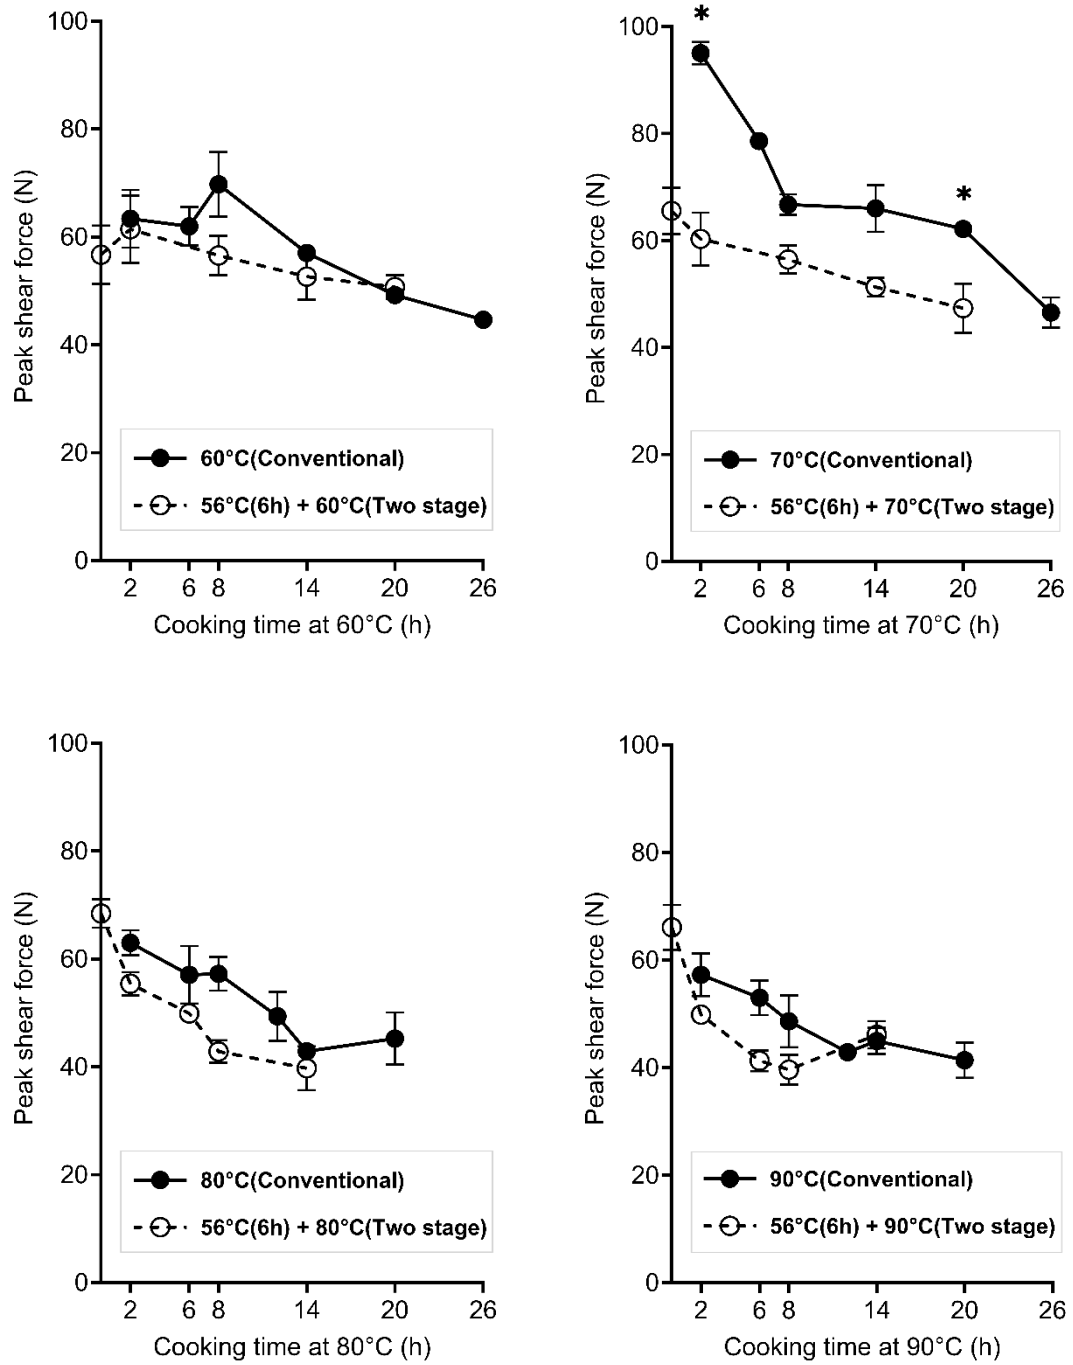 100
80
60
40
20
0
Peak shear force (N)
60°C(Conventional)
56°C(6h) + 60°C(Two stage)
2 6 8 14 20 26
Cooking time at 60°C (h)
100
80
60
40
20
0
Peak shear force (N)
*
*
70°C(Conventional)
56°C(6h) + 70°C(Two stage)
2 6 8 14 20 26
Cooking time at 70°C (h)
100
80
60
40
20
0
Peak shear force (N)
80°C(Conventional)
56°C(6h) + 80°C(Two stage)
2 6 8 14 20 26
Cooking time at 80°C (h)
100
80
60
40
20
0
Peak shear force (N)
90°C(Conventional)
56°C(6h) + 90°C(Two stage)
2 6 8 14 20 26
Cooking time at 90°C (h)